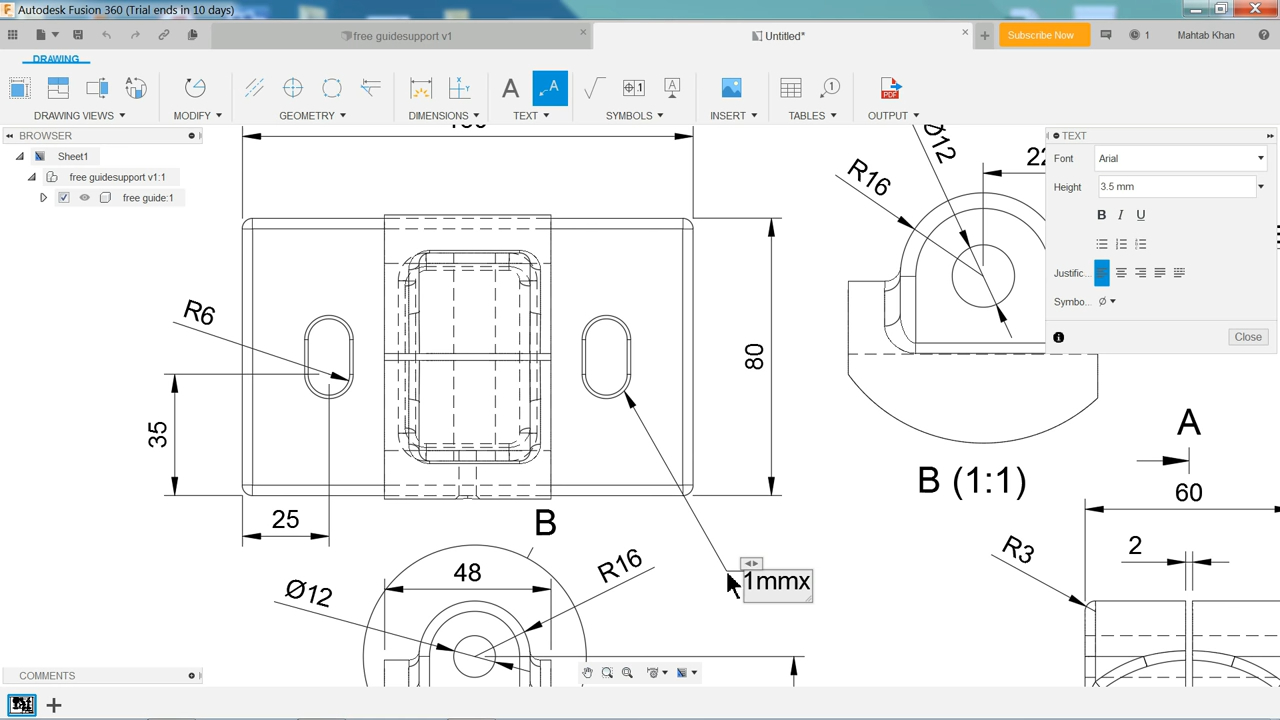 Autodesk Fusion 360 (Trial ends in 10 days)
free guidesupport v1
Untitled*
Subscribe Now
1
Mahtab Khan
DRAWING
DRAWING VIEWS
MODIFY
GEOMETRY
DIMENSIONS
TEXT
SYMBOLS
INSERT
TABLES
OUTPUT
BROWSER
Sheet1
free guidesupport v1:1
free guide:1
TEXT
Font
Arial
Height
3.5 mm
B I U
Justific...
Symbo...
Close
Ø12
22
R16
R6
80
35
25
B
B (1:1)
A
60
R3
2
48
R16
Ø12
1mmx
COMMENTS